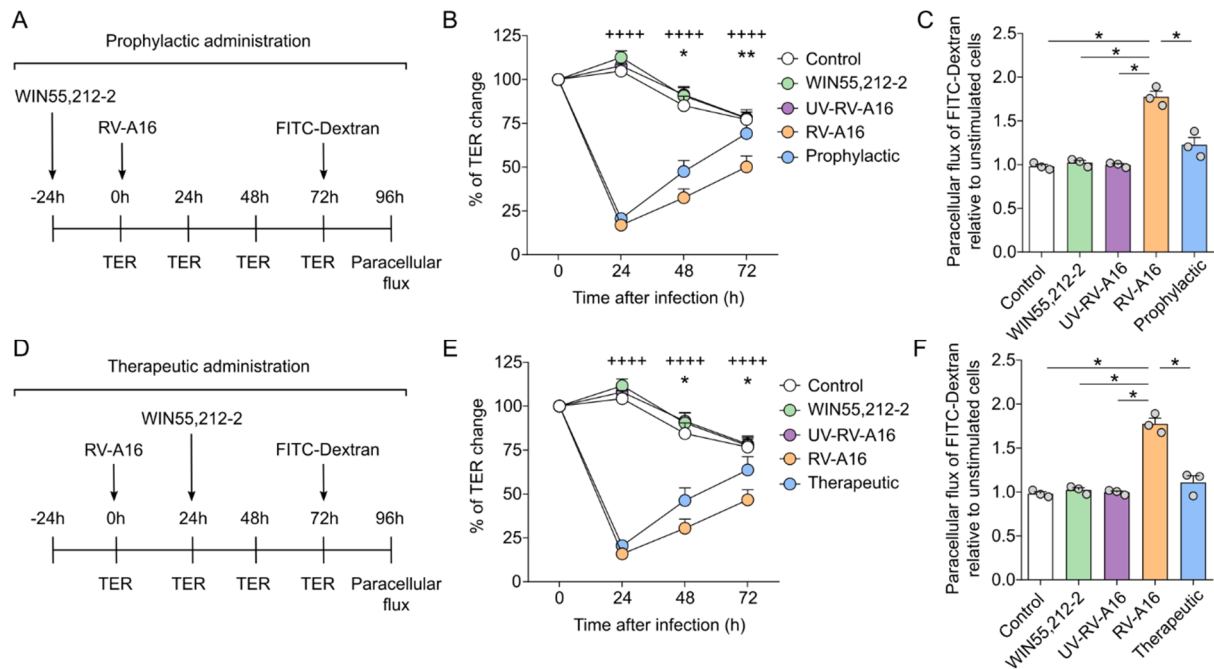 A
Prophylactic administration
WIN55,212-2
RV-A16
FITC-Dextran
-24h 0h 24h 48h 72h 96h
TER TER TER TER Paracellular
flux
B
% of TER change
125
100
75
50
25
0
++++ ++++ ++++
* **
0 24 48 72
Time after infection (h)
Control
WIN55,212-2
UV-RV-A16
RV-A16
Prophylactic
C
Paracellular flux of FITC-Dextran
relative to unstimulated cells
2.5
2.0
1.5
1.0
0.5
0.0
* *
*
*
Control
WIN55,212-2
UV-RV-A16
RV-A16
Prophylactic
D
Therapeutic administration
WIN55,212-2
RV-A16
FITC-Dextran
-24h 0h 24h 48h 72h 96h
TER TER TER TER Paracellular
flux
E
% of TER change
125
100
75
50
25
0
++++ ++++ ++++
* *
0 24 48 72
Time after infection (h)
Control
WIN55,212-2
UV-RV-A16
RV-A16
Therapeutic
F
Paracellular flux of FITC-Dextran
relative to unstimulated cells
2.5
2.0
1.5
1.0
0.5
0.0
* *
*
*
Control
WIN55,212-2
UV-RV-A16
RV-A16
Therapeutic